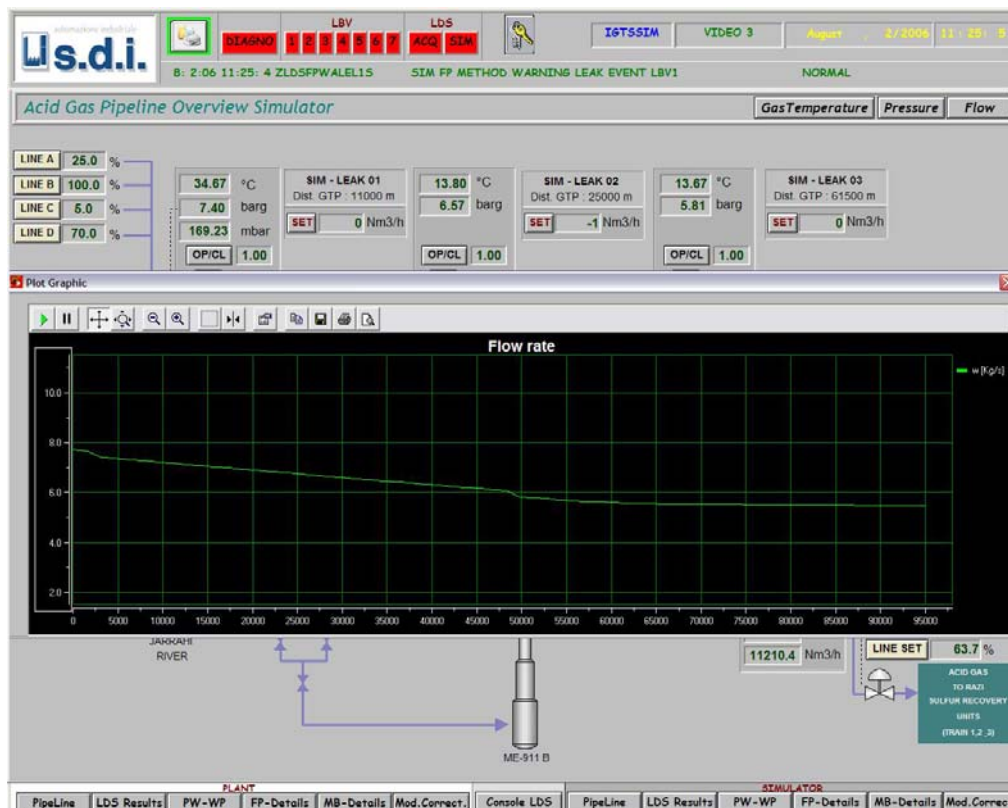 automazione industriale
s.d.i.
DIAGNO
LBV
1 2 3 4 5 6 7
LDS
ACQ SIM
IGTSSIM
VIDEO 3
August , 2/2006 11: 25: 5
8: 2:06 11:25: 4 ZLDSFPWALEL1S SIM FP METHOD WARNING LEAK EVENT LBV1 NORMAL
Acid Gas Pipeline Overview Simulator
GasTemperature Pressure Flow
LINE A 25.0 %
LINE B 100.0 %
LINE C 5.0 %
LINE D 70.0 %
34.67 °C
7.40 barg
169.23 mbar
OP/CL 1.00
SIM - LEAK 01
Dist. GTP : 11000 m
SET 0 Nm3/h
13.80 °C
6.57 barg
OP/CL 1.00
SIM - LEAK 02
Dist. GTP : 25000 m
SET -1 Nm3/h
13.67 °C
5.81 barg
OP/CL 1.00
SIM - LEAK 03
Dist. GTP : 61500 m
SET 0 Nm3/h
Plot Graphic
Flow rate
w [Kg/s]
10.0
8.0
6.0
4.0
2.0
0 5000 10000 15000 20000 25000 30000 35000 40000 45000 50000 55000 60000 65000 70000 75000 80000 85000 90000 95000
JARRAHI
RIVER
ME-911 B
11210.4 Nm3/h
LINE SET 63.7 %
ACID GAS
TO RAZI
SULFUR RECOVERY
UNITS
(TRAIN 1,2 ,3)
PLANT
PipeLine LDS Results PW-WP FP-Details MB-Details Mod.Correct.
Console LDS
SIMULATOR
PipeLine LDS Results PW-WP FP-Details MB-Details Mod.Correc